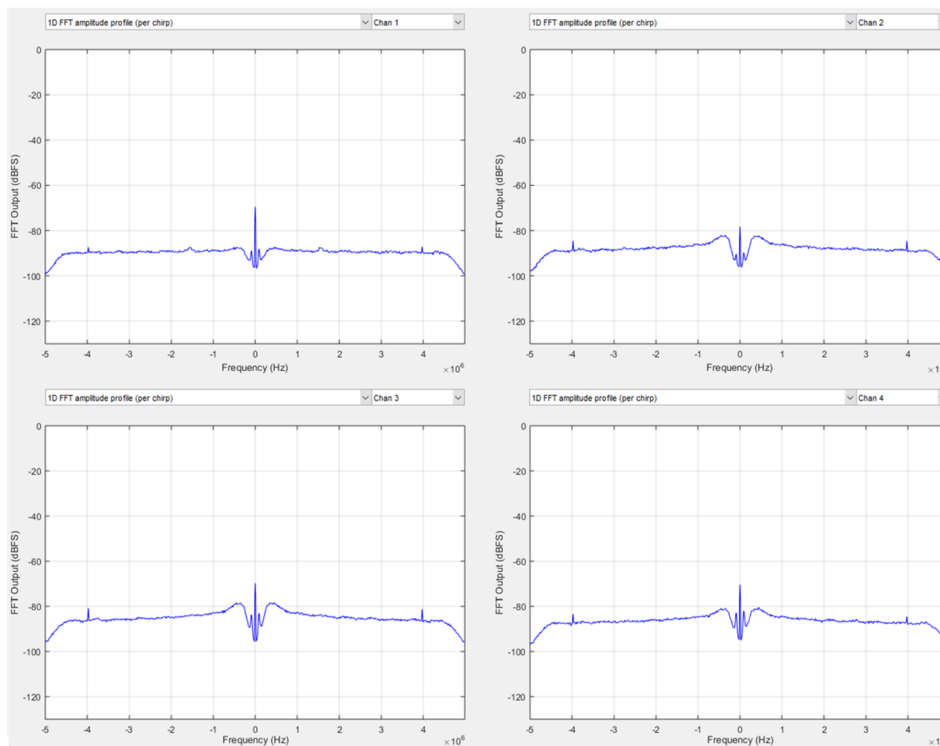 1D FFT amplitude profile (per chirp) Chan 1
0
-20
-40
-60
-80
-100
-120
FFT Output (dBFS)
-5 -4 -3 -2 -1 0 1 2 3 4 5
Frequency (Hz)
×10⁶
1D FFT amplitude profile (per chirp) Chan 2
0
-20
-40
-60
-80
-100
-120
FFT Output (dBFS)
-5 -4 -3 -2 -1 0 1 2 3 4
Frequency (Hz)
×10
1D FFT amplitude profile (per chirp) Chan 3
0
-20
-40
-60
-80
-100
-120
FFT Output (dBFS)
-5 -4 -3 -2 -1 0 1 2 3 4 5
Frequency (Hz)
×10⁶
1D FFT amplitude profile (per chirp) Chan 4
0
-20
-40
-60
-80
-100
-120
FFT Output (dBFS)
-5 -4 -3 -2 -1 0 1 2 3 4
Frequency (Hz)